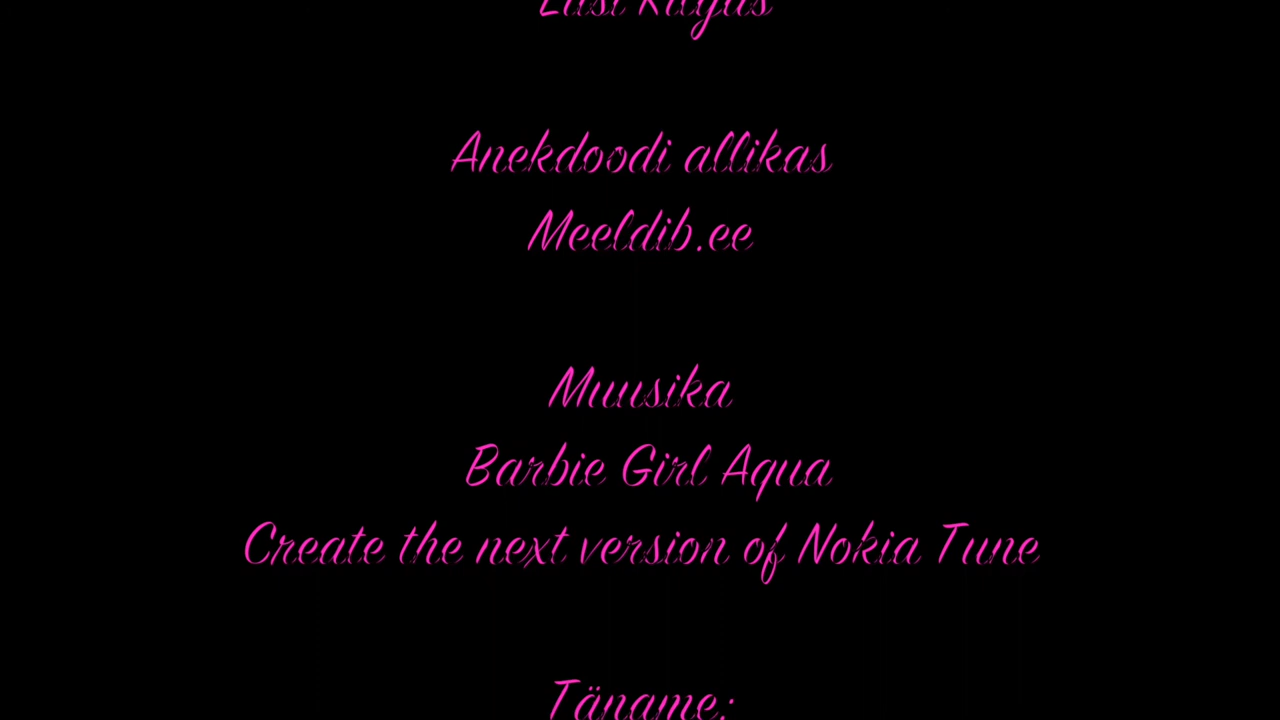 Anekdoodi allikas
Meeldib.ee
Muusika
Barbie Girl Aqua
Create the next version of Nokia Tune
Täname: